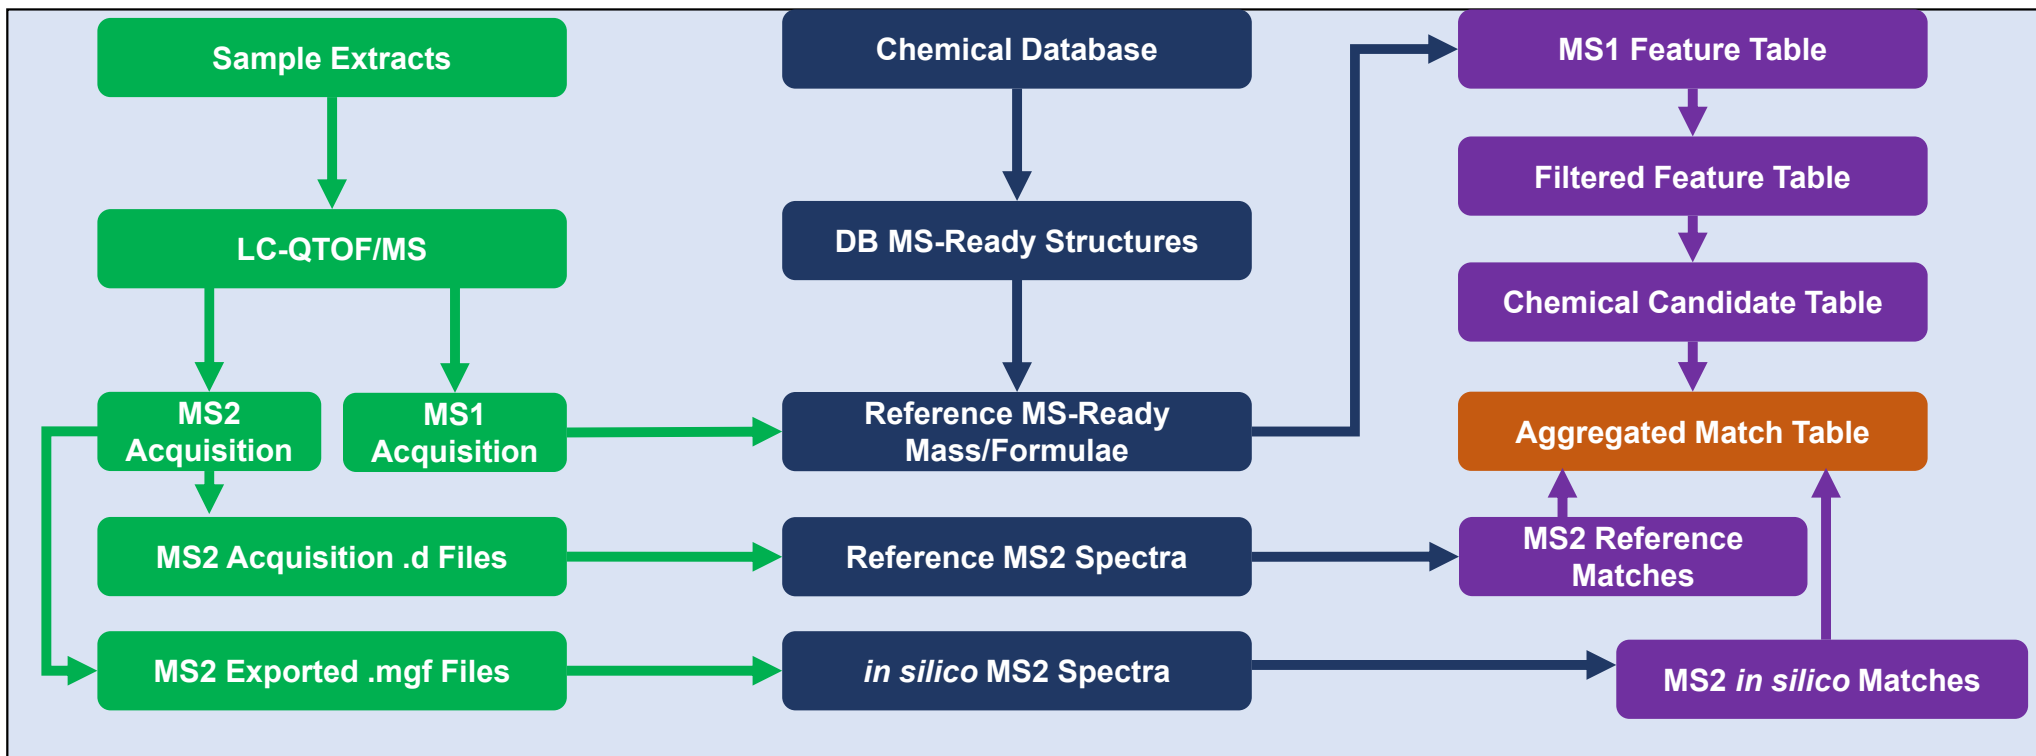 Sample Extracts
LC-QTOF/MS
MS2
Acquisition
MS1
Acquisition
MS2 Acquisition .d Files
MS2 Exported .mgf Files
Chemical Database
DB MS-Ready Structures
Reference MS-Ready
Mass/Formulae
Reference MS2 Spectra
in silico MS2 Spectra
MS1 Feature Table
Filtered Feature Table
Chemical Candidate Table
Aggregated Match Table
MS2 Reference
Matches
MS2 in silico Matches